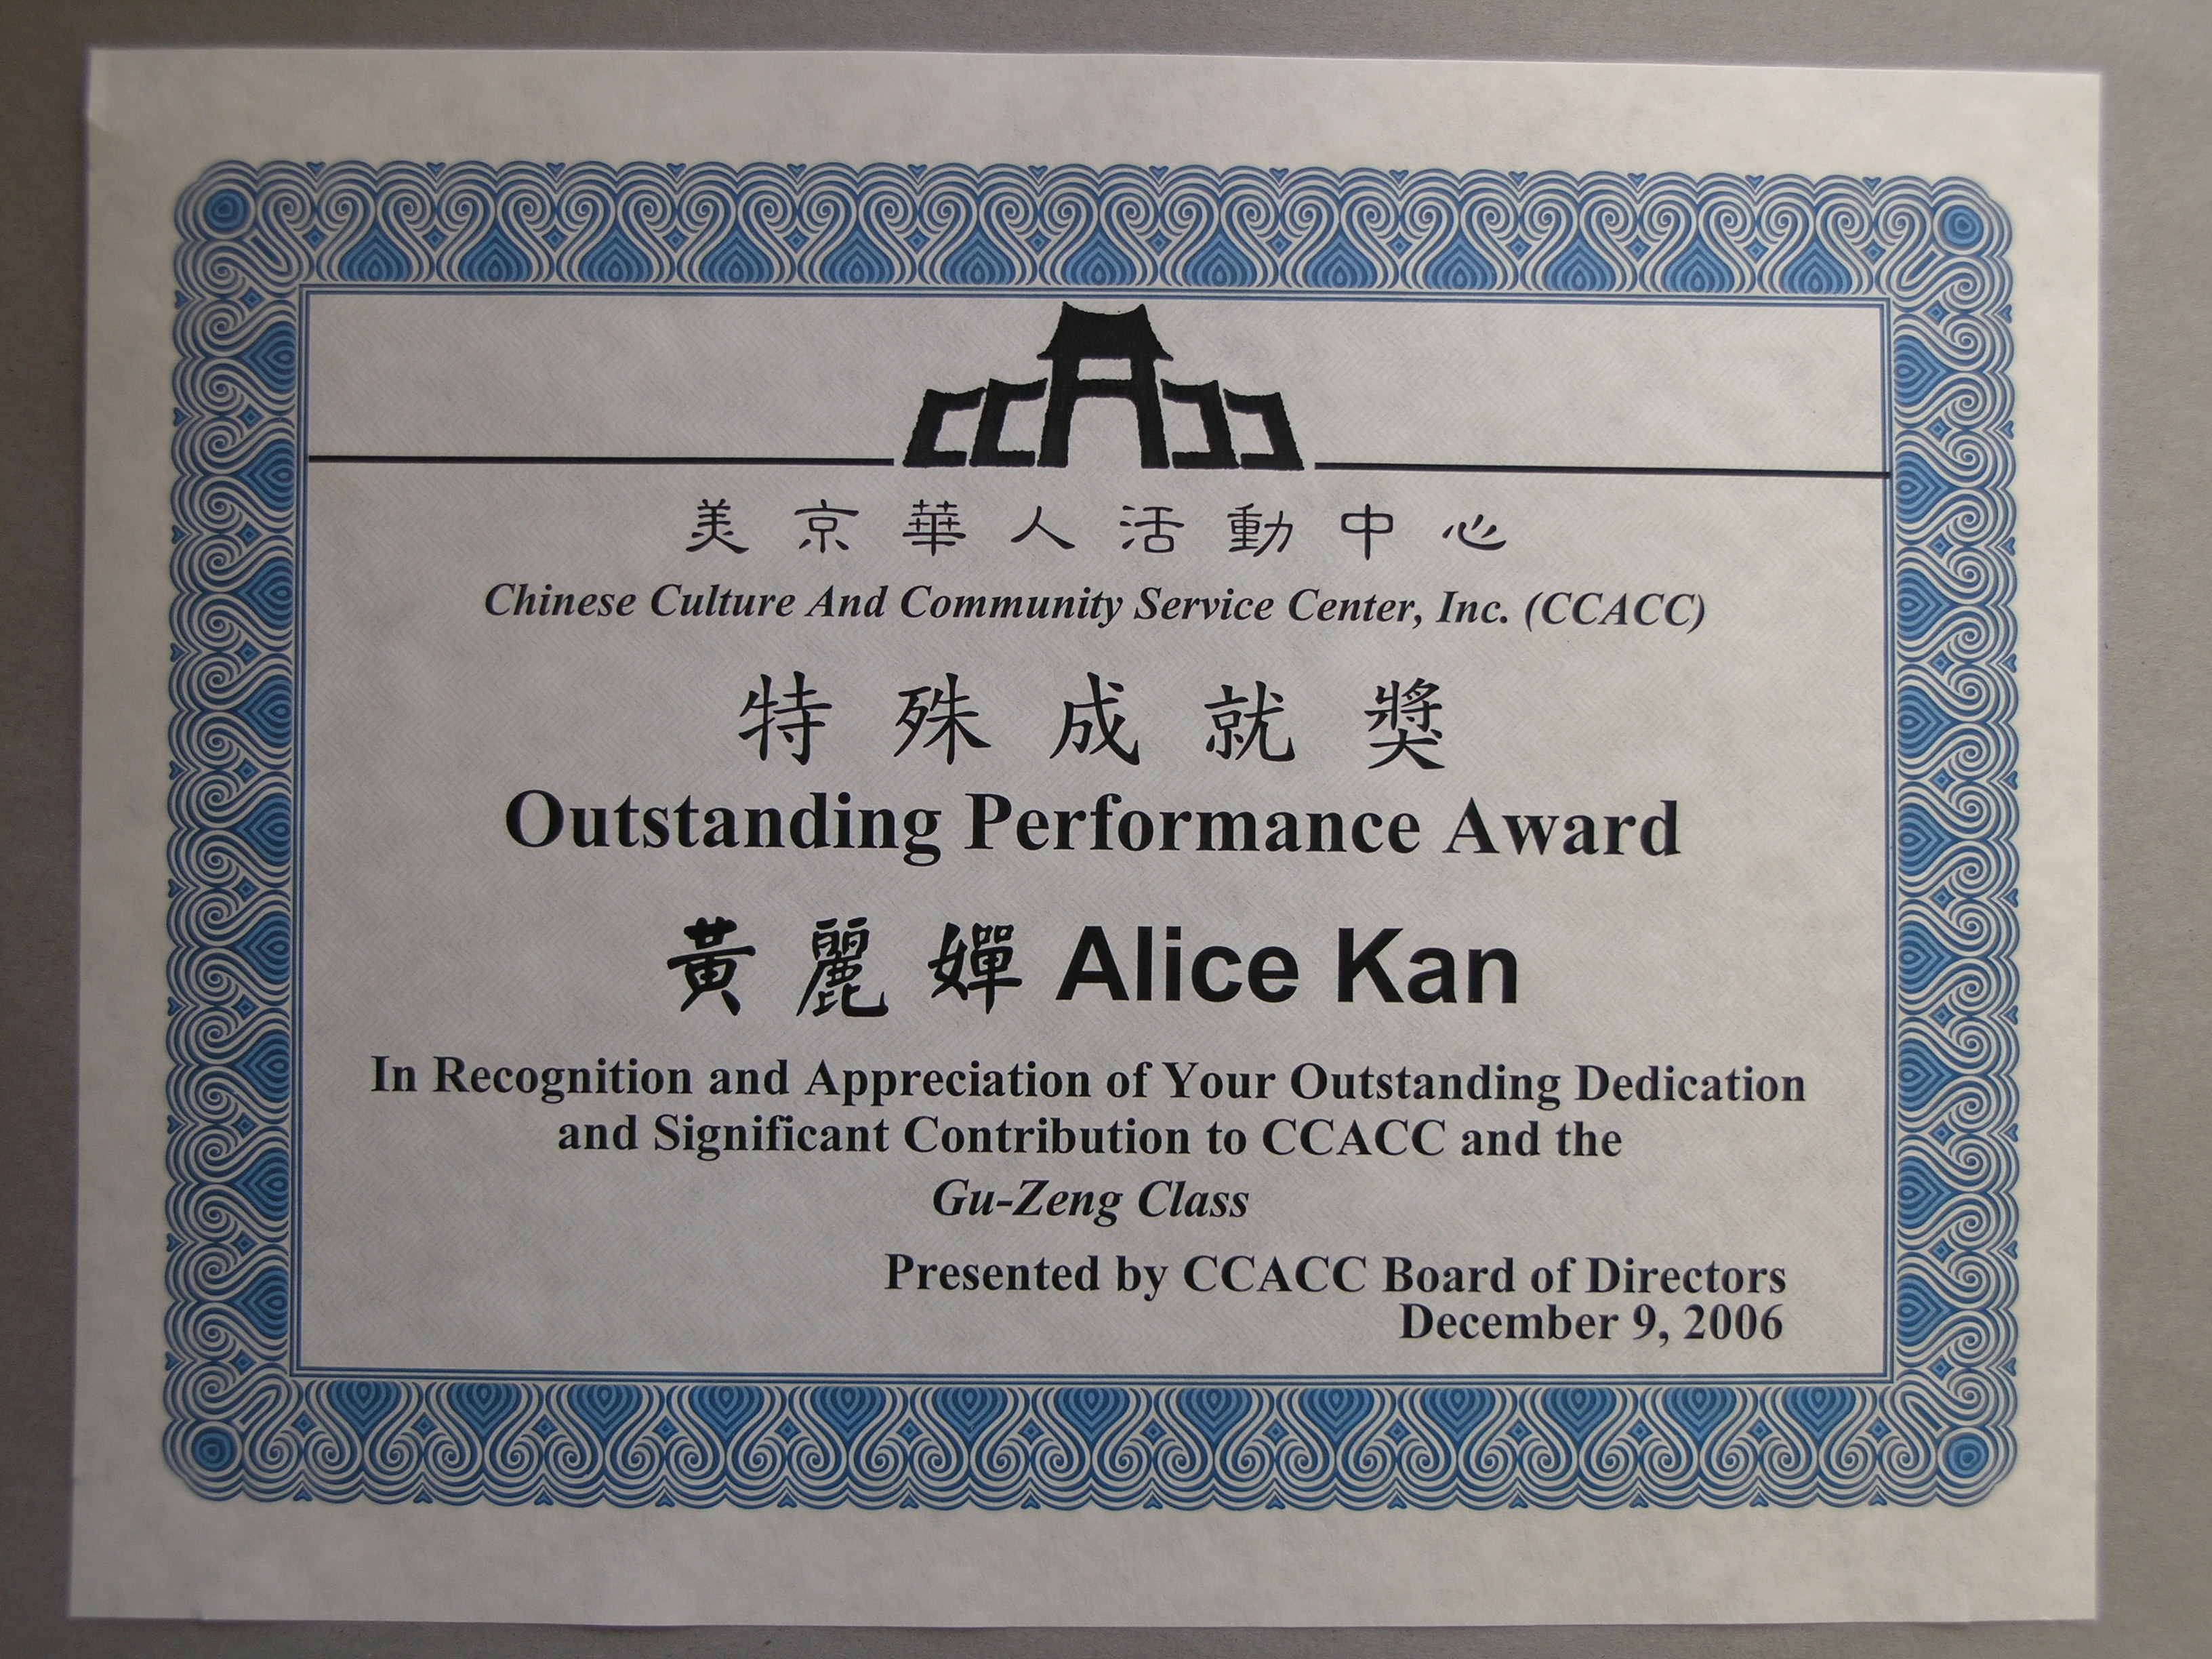 CCACC
美京華人活動中心
Chinese Culture And Community Service Center, Inc. (CCACC)
特殊成就獎
Outstanding Performance Award
黃麗嬋 Alice Kan
In Recognition and Appreciation of Your Outstanding Dedication
and Significant Contribution to CCACC and the
Gu-Zeng Class
Presented by CCACC Board of Directors
December 9, 2006